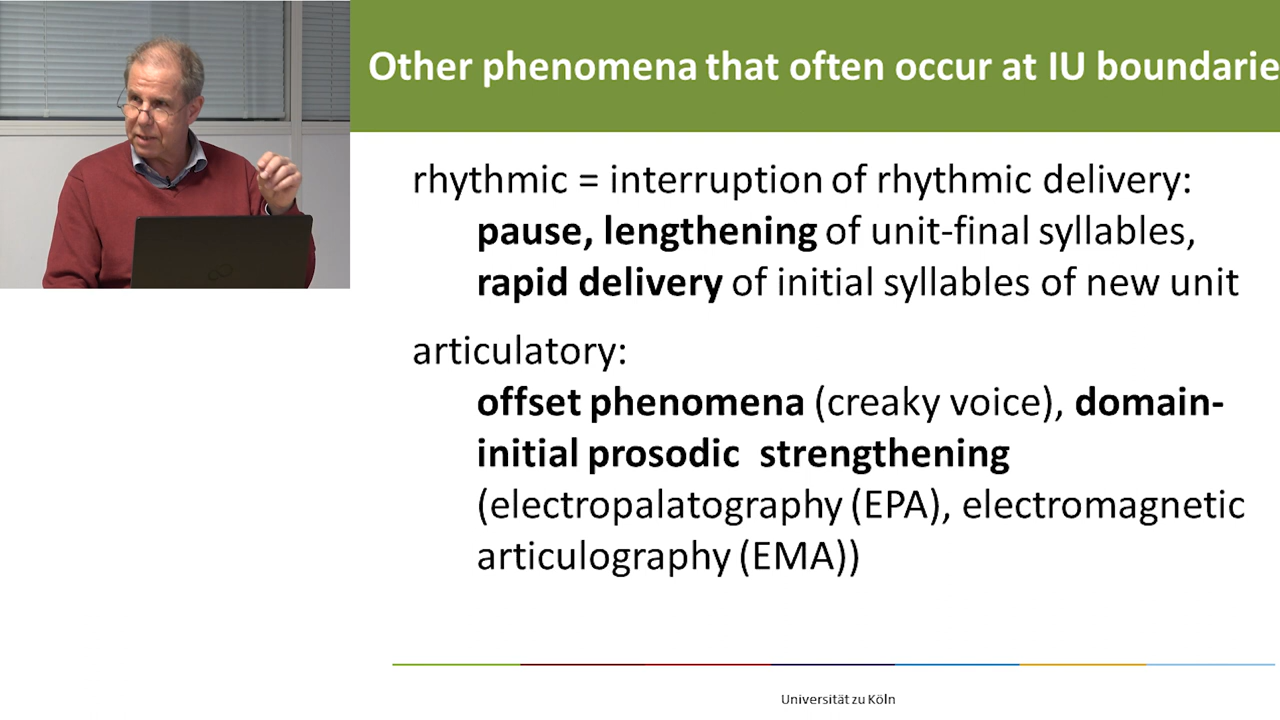 Other phenomena that often occur at IU boundarie
rhythmic = interruption of rhythmic delivery:
pause, lengthening of unit-final syllables,
rapid delivery of initial syllables of new unit
articulatory:
offset phenomena (creaky voice), domain-
initial prosodic strengthening
(electropalatography (EPA), electromagnetic
articulography (EMA))
Universität zu Köln